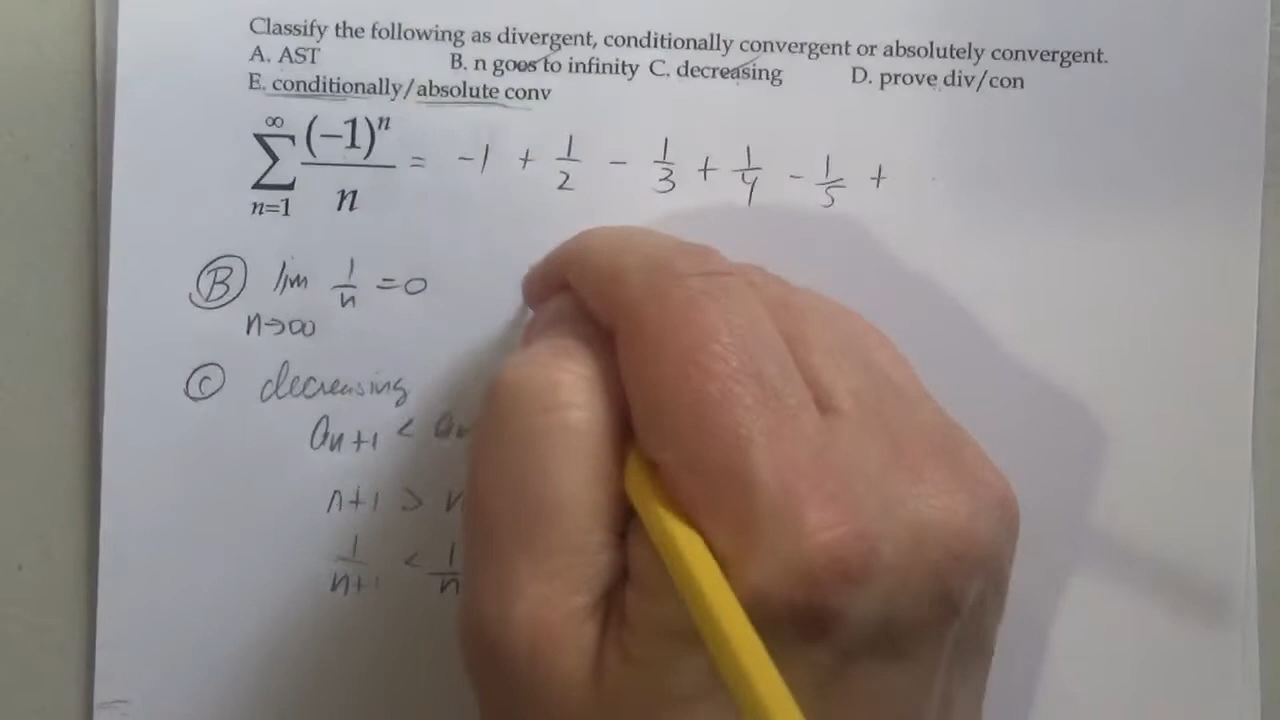 Classify the following as divergent, conditionally convergent or absolutely convergent.
A. AST B. n goes to infinity C. decreasing D. prove div/con
E. conditionally/absolute conv
∞ ∑ n=1 (−1)^n / n = -1 + 1/2 - 1/3 + 1/4 - 1/5 +
B lim n→∞ 1/n = 0
C decreasing
a_{n+1} <
n+1 > n
1/(n+1) < 1/n